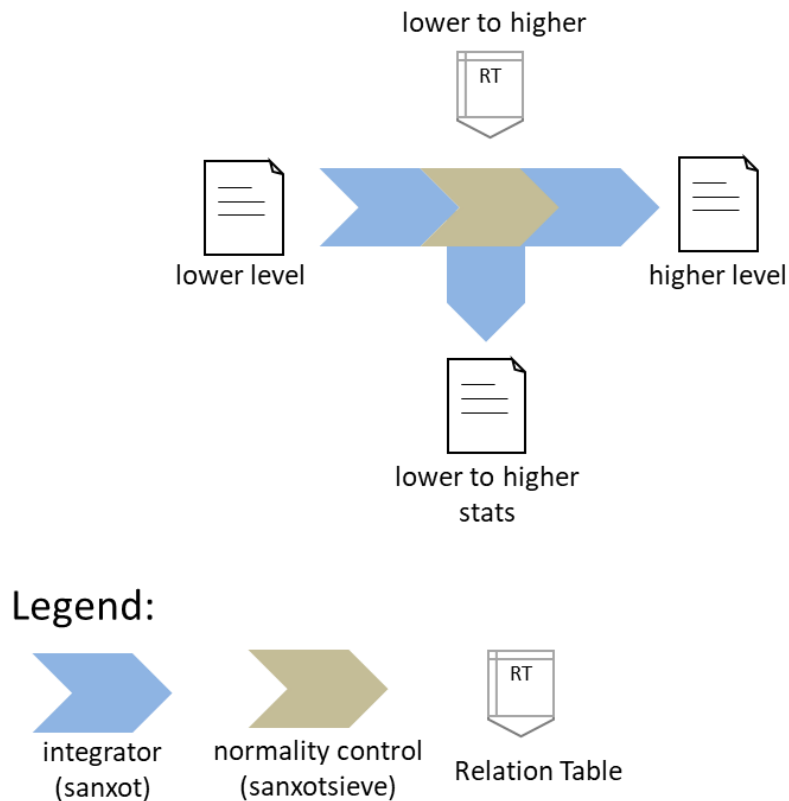 lower to higher
RT
lower level
higher level
lower to higher
stats
Legend:
integrator
(sanxot)
normality control
(sanxotsieve)
RT
Relation Table